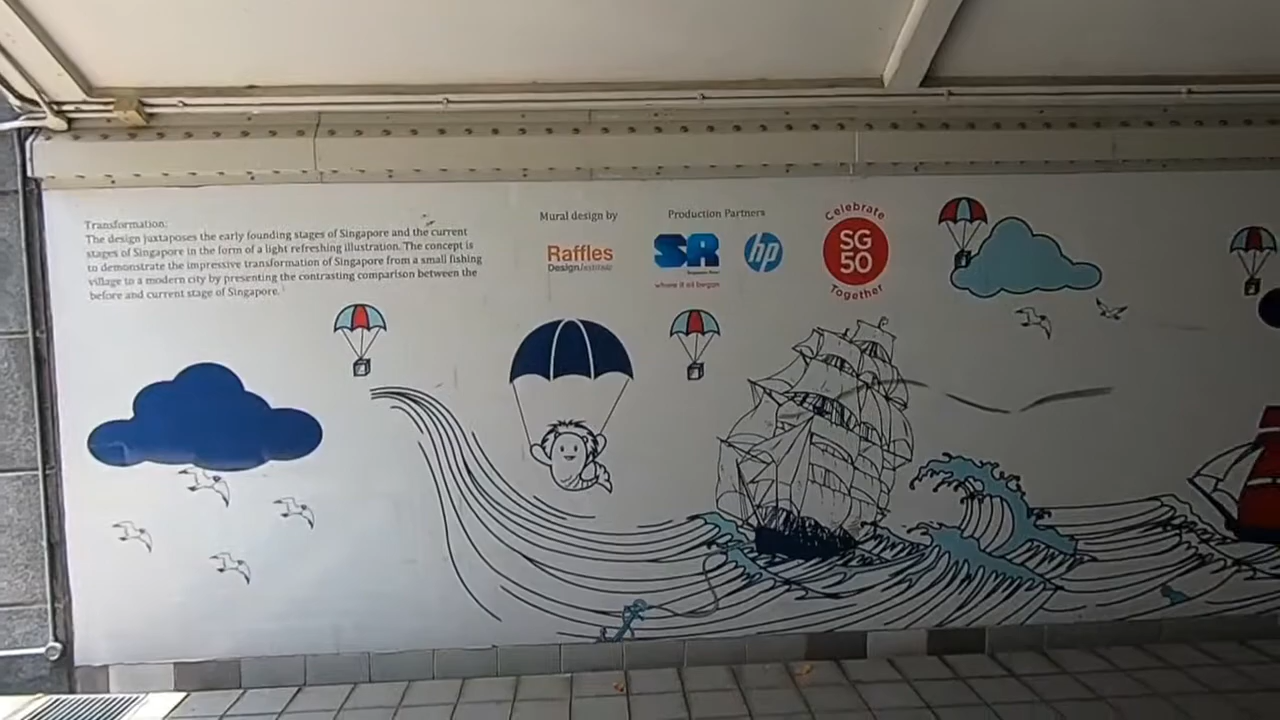 Transformation:
The design juxtaposes the early founding stages of Singapore and the current
stages of Singapore in the form of a light refreshing illustration. The concept is
to demonstrate the impressive transformation of Singapore from a small fishing
village to a modern city by presenting the contrasting comparison between the
before and current stage of Singapore.
Mural design by
Raffles
DesignInstitute
Production Partners
SR
where it all began
hp
Celebrate
SG
50
Together